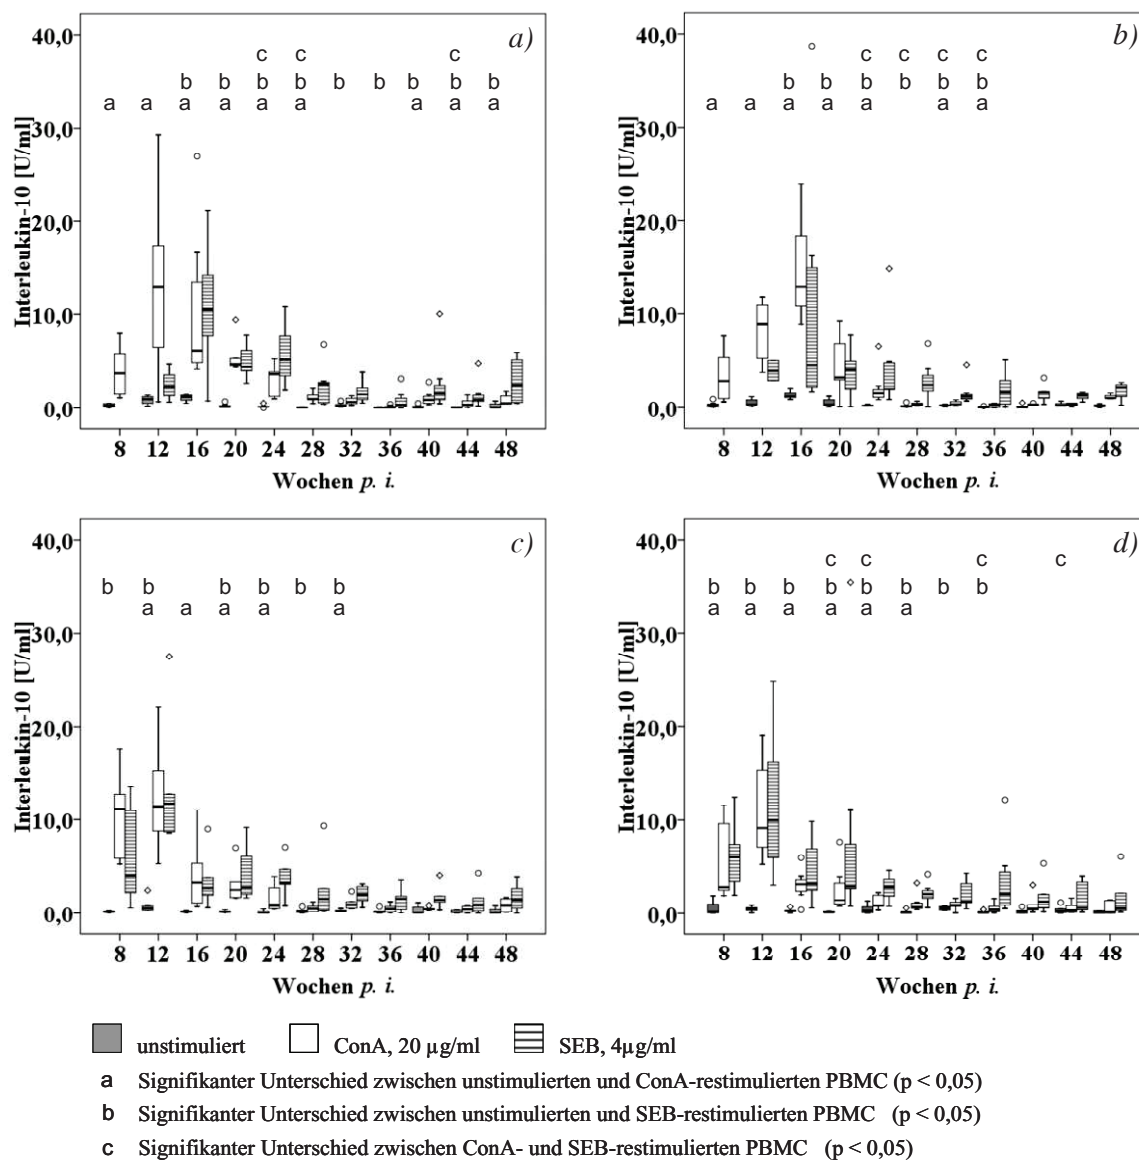 a)
40,0
30,0
20,0
10,0
0,0
Interleukin-10 [U/ml]
c c c
b b b b b b b b b
a a a a a a a a a
8 12 16 20 24 28 32 36 40 44 48
Wochen p. i.
b)
40,0
30,0
20,0
10,0
0,0
Interleukin-10 [U/ml]
c c c c
b b b b b b
a a a a a a a
8 12 16 20 24 28 32 36 40 44 48
Wochen p. i.
c)
40,0
30,0
20,0
10,0
0,0
Interleukin-10 [U/ml]
b b b b b b
a a a a a
8 12 16 20 24 28 32 36 40 44 48
Wochen p. i.
d)
40,0
30,0
20,0
10,0
0,0
Interleukin-10 [U/ml]
c c c c
b b b b b b b b
a a a a a a
8 12 16 20 24 28 32 36 40 44 48
Wochen p. i.
unstimuliert ConA, 20 µg/ml SEB, 4µg/ml
a Signifikanter Unterschied zwischen unstimulierten und ConA-restimulierten PBMC (p < 0,05)
b Signifikanter Unterschied zwischen unstimulierten und SEB-restimulierten PBMC (p < 0,05)
c Signifikanter Unterschied zwischen ConA- und SEB-restimulierten PBMC (p < 0,05)